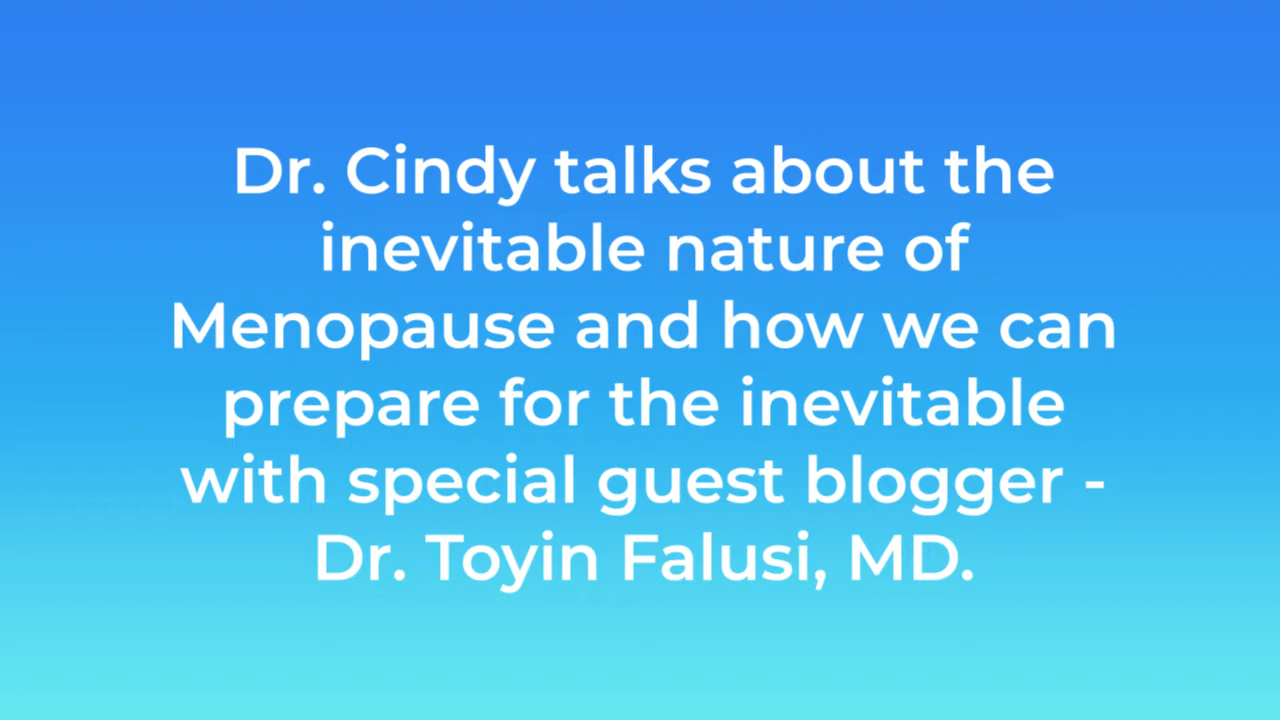 Dr. Cindy talks about the
inevitable nature of
Menopause and how we can
prepare for the inevitable
with special guest blogger -
Dr. Toyin Falusi, MD.